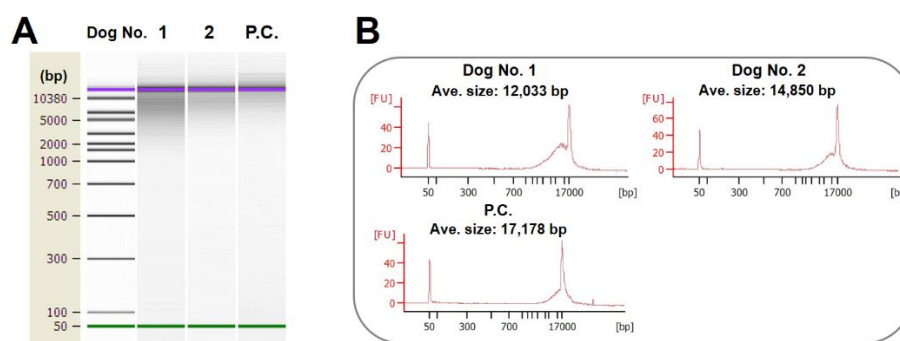 A
Dog No. 1 2 P.C.
(bp)
10380
5000
2000
1000
700
500
300
100
50
B
Dog No. 1
Ave. size: 12,033 bp
[FU]
40
20
0
50 300 700 17000 [bp]
Dog No. 2
Ave. size: 14,850 bp
[FU]
60
40
20
0
50 300 700 17000 [bp]
P.C.
Ave. size: 17,178 bp
[FU]
40
20
0
50 300 700 17000 [bp]